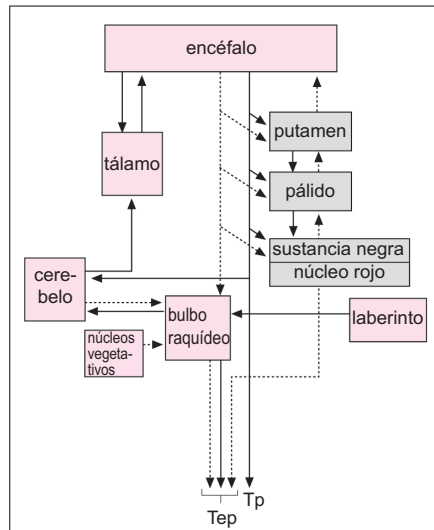 encéfalo
putamen
tálamo
pálido
sustancia negra
núcleo rojo
cere-
belo
bulbo
raquídeo
laberinto
núcleos
vegeta-
tivos
Tp
Tep